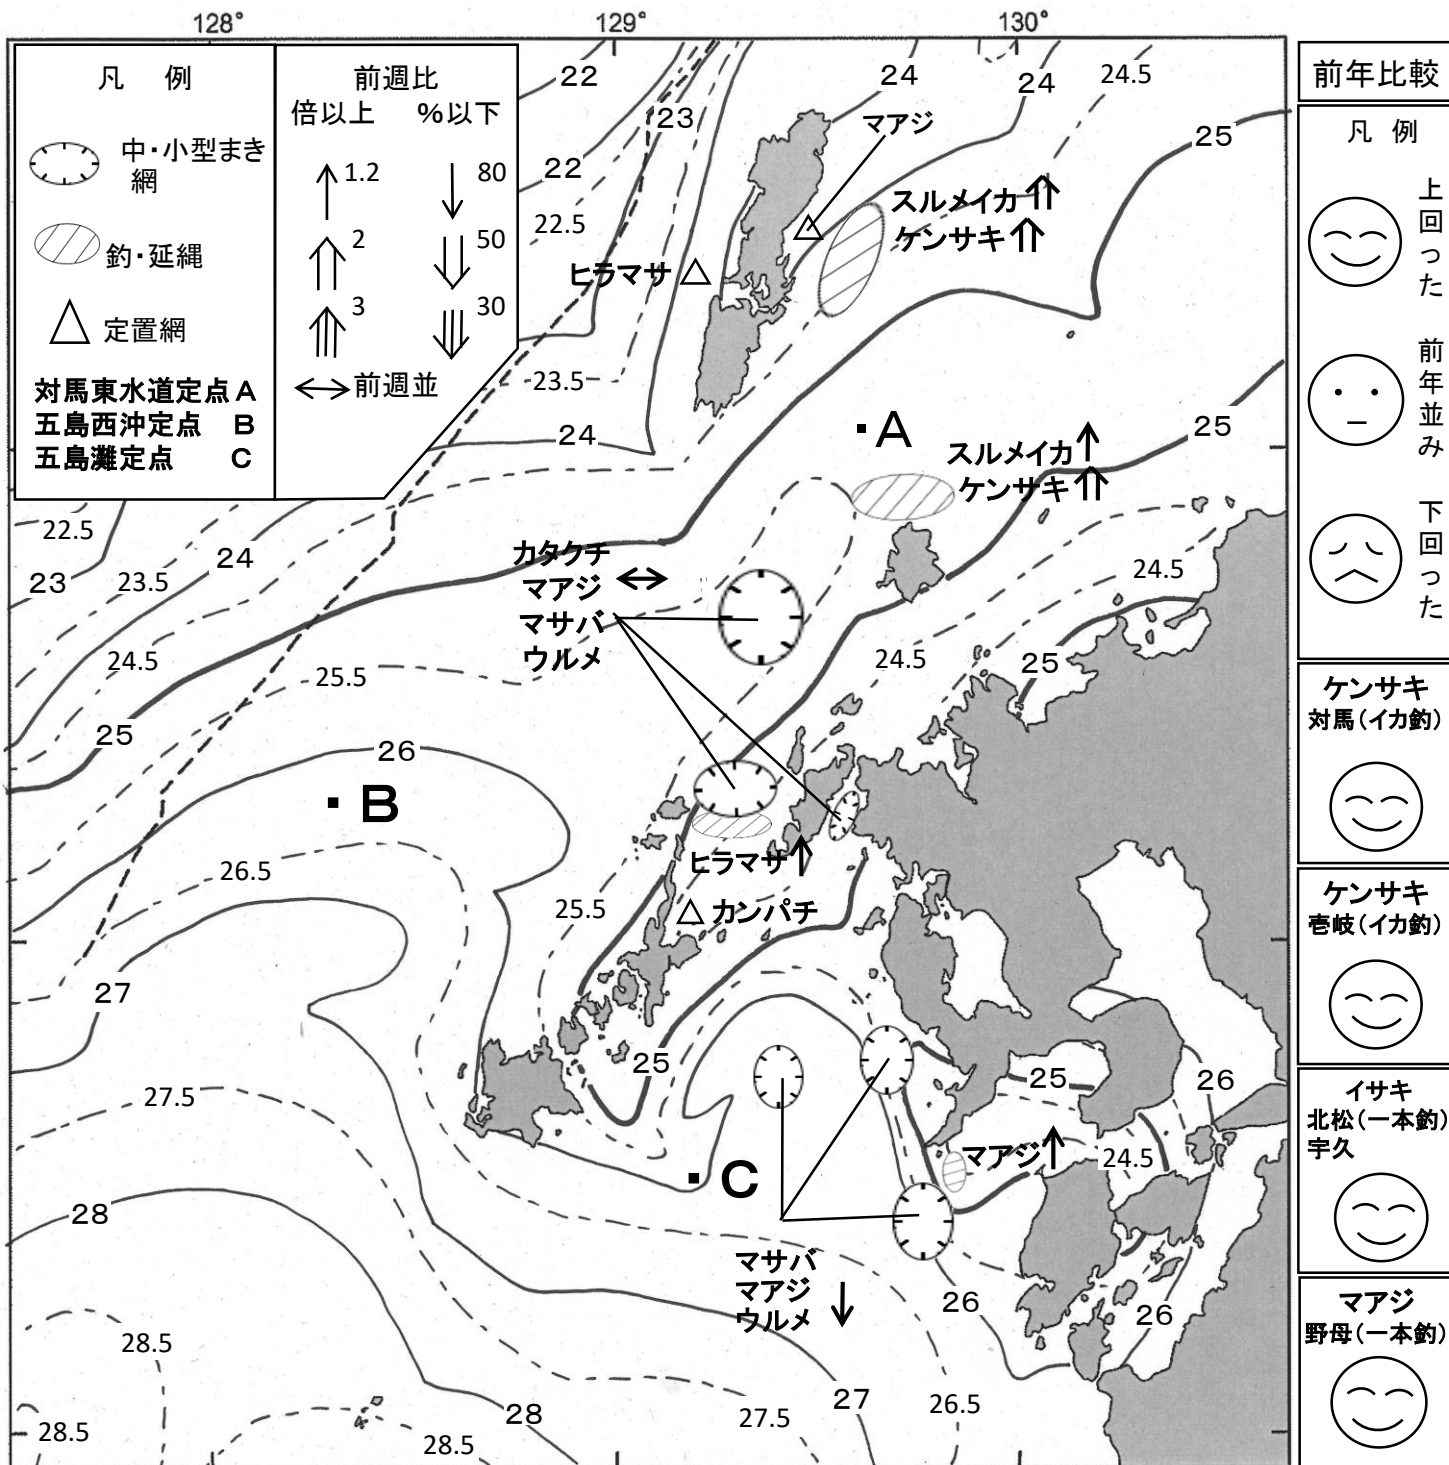 128°
129°
130°
凡 例
中・小型まき
網
釣・延縄
定置網
対馬東水道定点 A
五島西沖定点 B
五島灘定点 C
前週比
倍以上 %以下
1.2
80
2
50
3
30
前週並
22
23
24
24
24.5
25
マアジ
22
22.5
スルメイカ
ケンサキ
ヒラマサ
23.5
24
A
25
スルメイカ
ケンサキ
22.5
23
23.5
24
24.5
25
カタクチ
マアジ
マサバ
ウルメ
24.5
24.5
25
25.5
26
B
26.5
27
ヒラマサ
25.5
カンパチ
25
25
26
27.5
C
マアジ
24.5
28
マサバ
マアジ
ウルメ
26
26
28.5
28.5
28
28.5
27.5
27
26.5
前年比較
凡 例
上回った
前年並み
下回った
ケンサキ
対馬(イカ釣)
ケンサキ
壱岐(イカ釣)
イサキ
北松(一本釣)
宇久
マアジ
野母(一本釣)